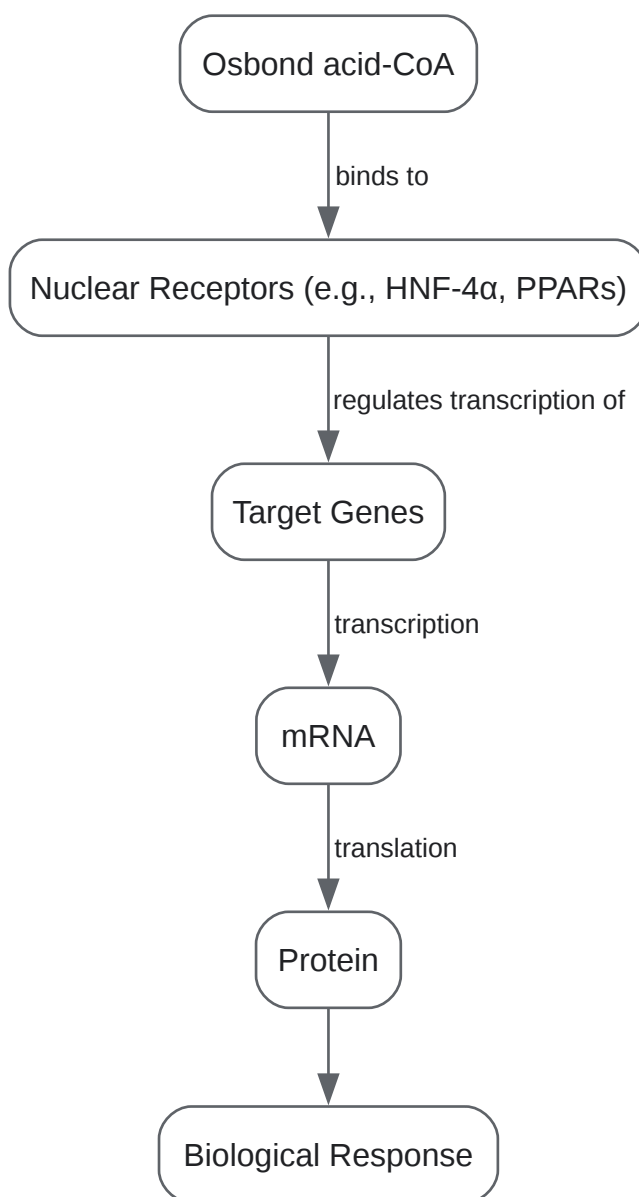 Osbond acid-CoA
binds to
Nuclear Receptors (e.g., HNF-4α, PPARs)
regulates transcription of
Target Genes
transcription
mRNA
translation
Protein
Biological Response